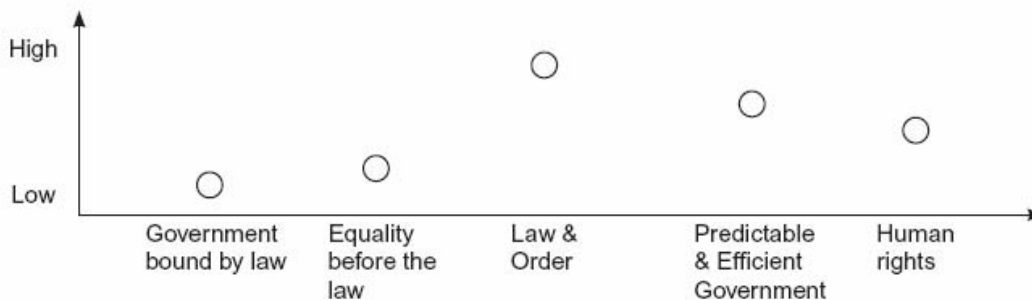 High
Low
Government
bound by law
Equality
before the
law
Law &
Order
Predictable
& Efficient
Government
Human
rights